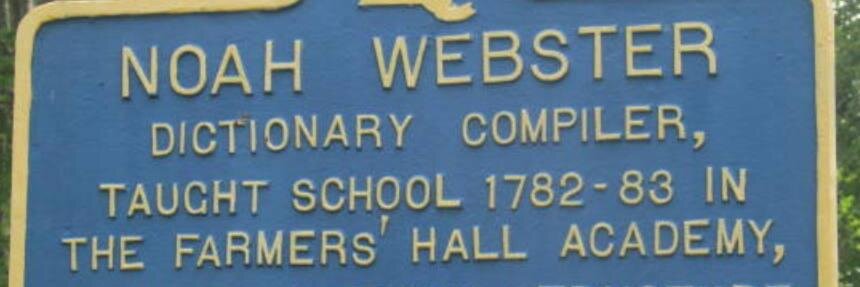 NOAH WEBSTER
DICTIONARY COMPILER,
TAUGHT SCHOOL 1782-83 IN
THE FARMERS' HALL ACADEMY,